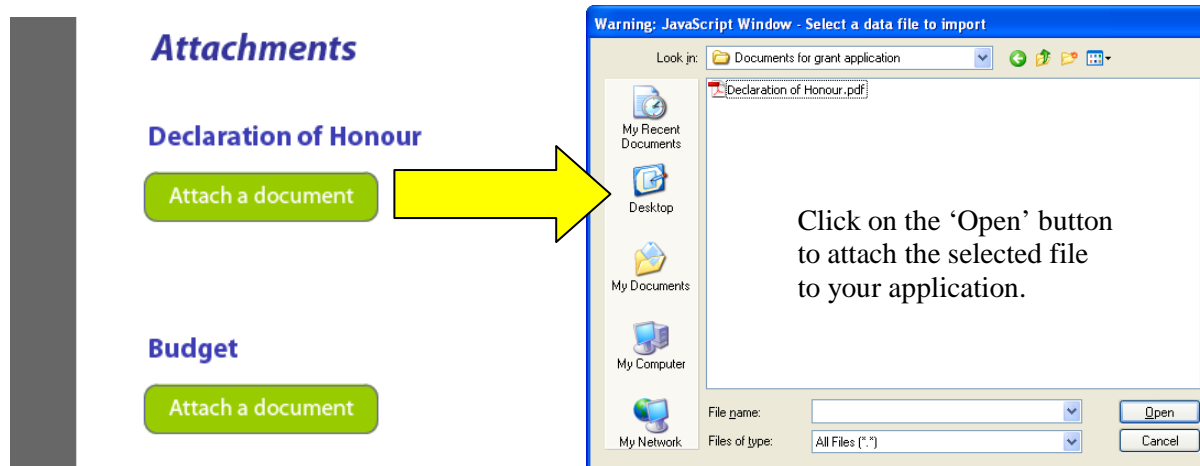 Attachments
Declaration of Honour
Attach a document
Budget
Attach a document
Warning: JavaScript Window - Select a data file to import
Look in:
Documents for grant application
Declaration of Honour.pdf
My Recent
Documents
Desktop
My Documents
My Computer
My Network
Click on the ‘Open’ button
to attach the selected file
to your application.
File name:
Open
Files of type:
All Files (*.*)
Cancel